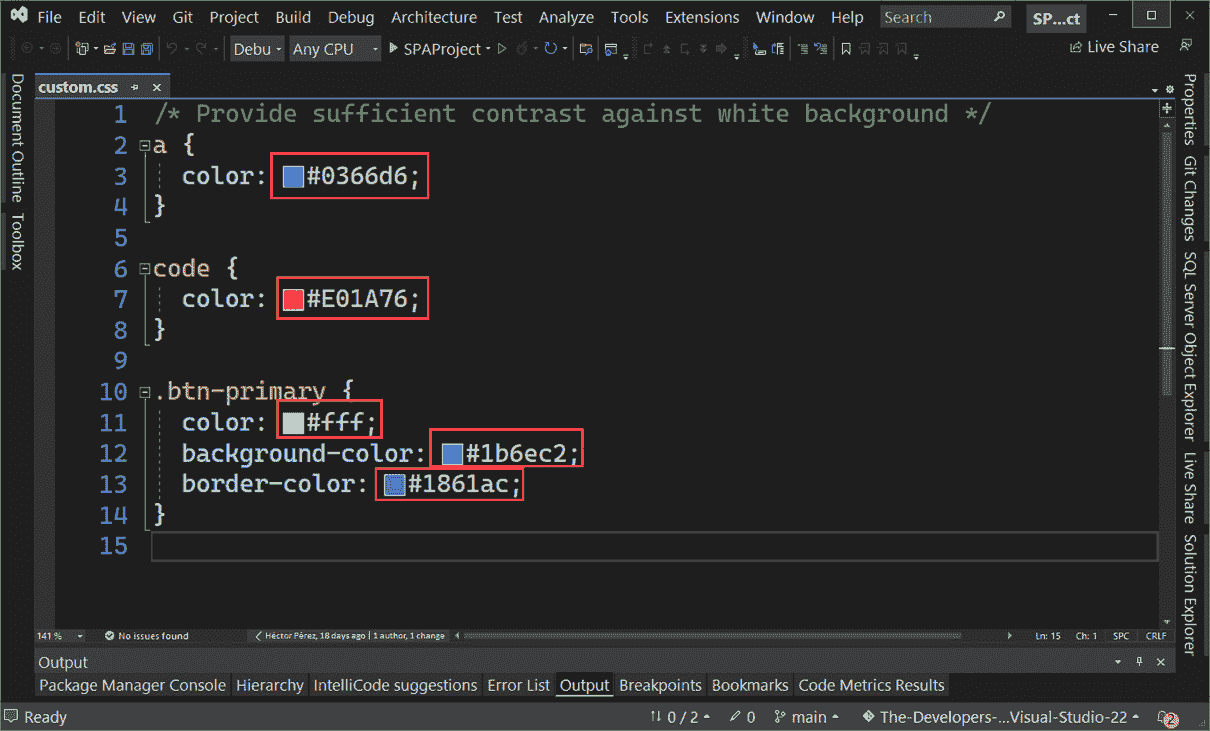 File Edit View Git Project Build Debug Architecture Test Analyze Tools Extensions Window Help Search SP...ct
Debu Any CPU SPAProject Live Share
custom.css
1 /* Provide sufficient contrast against white background */
2 a {
3 color: #0366d6;
4 }
5
6 code {
7 color: #E01A76;
8 }
9
10 .btn-primary {
11 color: #fff;
12 background-color: #1b6ec2;
13 border-color: #1861ac;
14 }
15
Document Outline
Toolbox
Properties
Git Changes
SQL Server Object Explorer
Live Share
Solution Explorer
141 % No issues found Héctor Pérez, 18 days ago | 1 author, 1 change Ln: 15 Ch: 1 SPC CRLF
Output
Package Manager Console Hierarchy IntelliCode suggestions Error List Output Breakpoints Bookmarks Code Metrics Results
Ready 0 / 2 0 main The-Developers-...Visual-Studio-22 2